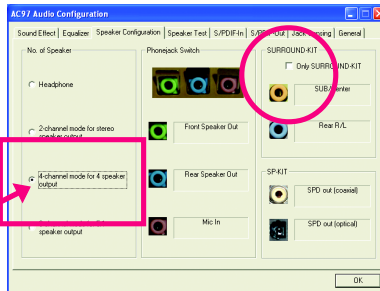 AC97 Audio Configuration
Sound Effect Equalizer Speaker Configuration Speaker Test S/PDIF-In S/PDIF-Out Jack Sensing General
No. of Speaker
Headphone
2-channel mode for stereo
speaker output
4-channel mode for 4 speaker
output
speaker output
Phonejack Switch
Front Speaker Out
Rear Speaker Out
Mic In
SURROUND-KIT
Only SURROUND-KIT
SUB/Center
Rear R/L
SP-KIT
SPD out (coaxial)
SPD out (optical)
OK